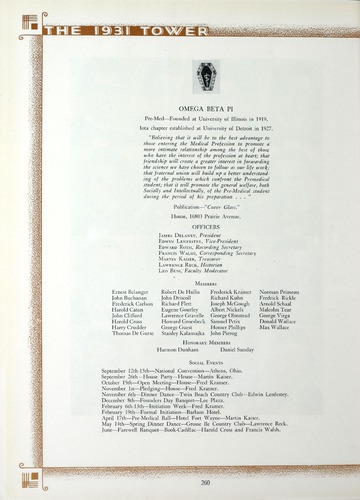 THE 1931 TOWER
OMEGA BETA PI
Pre-Med—Founded at University of Illinois in 1919.
Iota chapter established at University of Detroit in 1927.
"Believing that it will be to the best advantage to
those entering the Medical Profession to promote a
more intimate relationship among the best of those
who have the interest of the profession at heart; that
friendship will create a greater interest in forwarding
the science we have chosen to follow as our life work;
that fraternal union will build up a better understand-
ing of the problems which confront the Premedical
student; that it will promote the general welfare, both
Socially and Intellectually, of the Pre-Medical student
during the period of his preparation . . . ."
Publication—"Cover Glass."
House, 16803 Prairie Avenue.
OFFICERS
James Delaney, President
Edwin Lenfestey, Vice-President
Edward Roth, Recording Secretary
Francis Walsh, Corresponding Secretary
Martin Kaiser, Treasurer
Lawrence Reck, Historian
Leo Buss, Faculty Moderator
Members
Ernest Belanger Robert De Hullu Frederick Kramer Norman Primeau
John Buchanan John Driscoll Richard Kuhn Fredrick Rickle
Frederick Carlson Richard Flett Joseph McGough Arnold Schaal
Harold Caton Eugene Gourley Albert Nickels Malcolm Tear
John Clifford Lawrence Gravelle George Olmstead George Virga
Harold Cross Howard Groesbeck Samuel Petix Donald Wallace
Harry Crudder George Guest Homer Phillips Max Wallace
Thomas De Gurse Stanley Kalamajka John Pierog
Honorary Members
Harmon Dunham Daniel Sunday
Social Events
September 12th-13th—National Convention—Athens, Ohio.
September 26th—House Party—House—Martin Kaiser.
October 19th—Open Meeting—House—Fred Kramer.
November 1st—Pledging—House—Fred Kramer.
November 6th—Dinner Dance—Twin Beach Country Club—Edwin Lenfestey.
December 8th—Founders Day Banquet—Lee Plaza.
February 6th-13th—Initiation Week—Fred Kramer.
February 19th—Formal Initiation—Barlum Hotel.
April 17th—Pre-Medical Ball—Hotel Fort Wayne—Martin Kaiser.
May 18th—Spring Dinner Dance—Grosse Ile Country Club—Lawrence Reck.
June—Farewell Banquet—Book-Cadillac—Harold Cross and Francis Walsh.
260